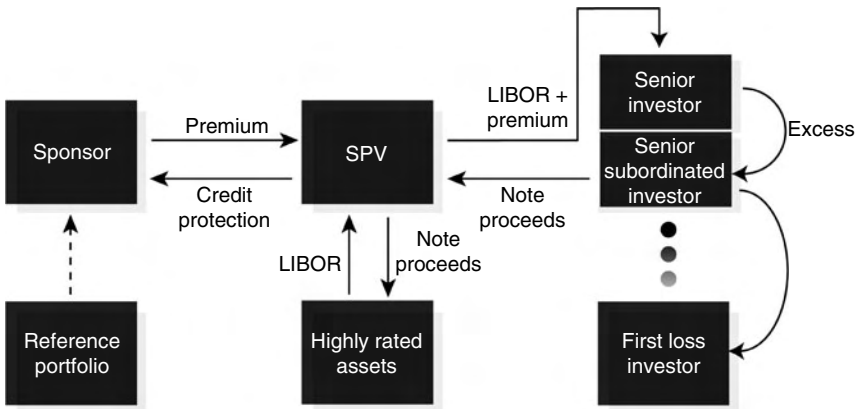 Senior
investor
LIBOR +
premium
Excess
Premium
Sponsor
SPV
Senior
subordinated
investor
Credit
protection
Note
proceeds
LIBOR
Note
proceeds
Reference
portfolio
Highly rated
assets
First loss
investor